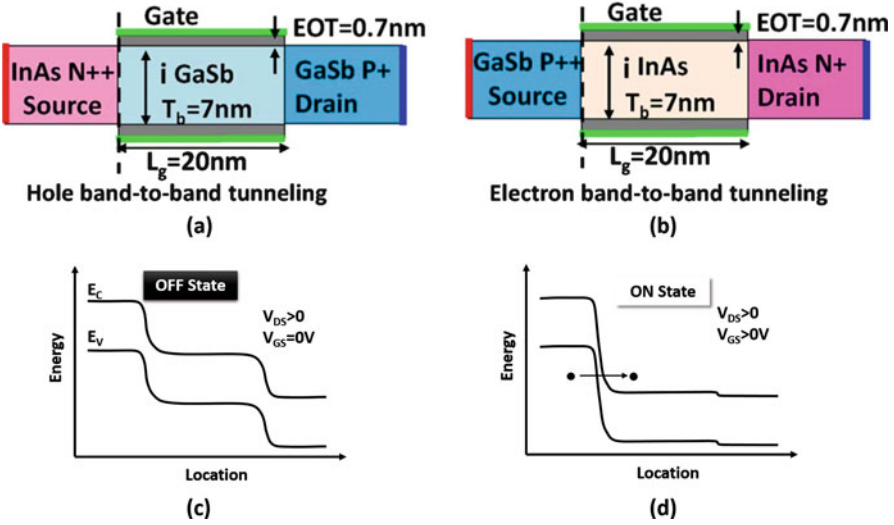 Gate
EOT=0.7nm
InAs N++
Source
i GaSb
T_b=7nm
GaSb P+
Drain
L_g=20nm
Hole band-to-band tunneling
(a)
Gate
EOT=0.7nm
GaSb P++
Source
i InAs
T_b=7nm
InAs N+
Drain
L_g=20nm
Electron band-to-band tunneling
(b)
OFF State
E_C
V_DS>0
V_GS=0V
E_V
Energy
Location
(c)
ON State
V_DS>0
V_GS>0V
Energy
Location
(d)